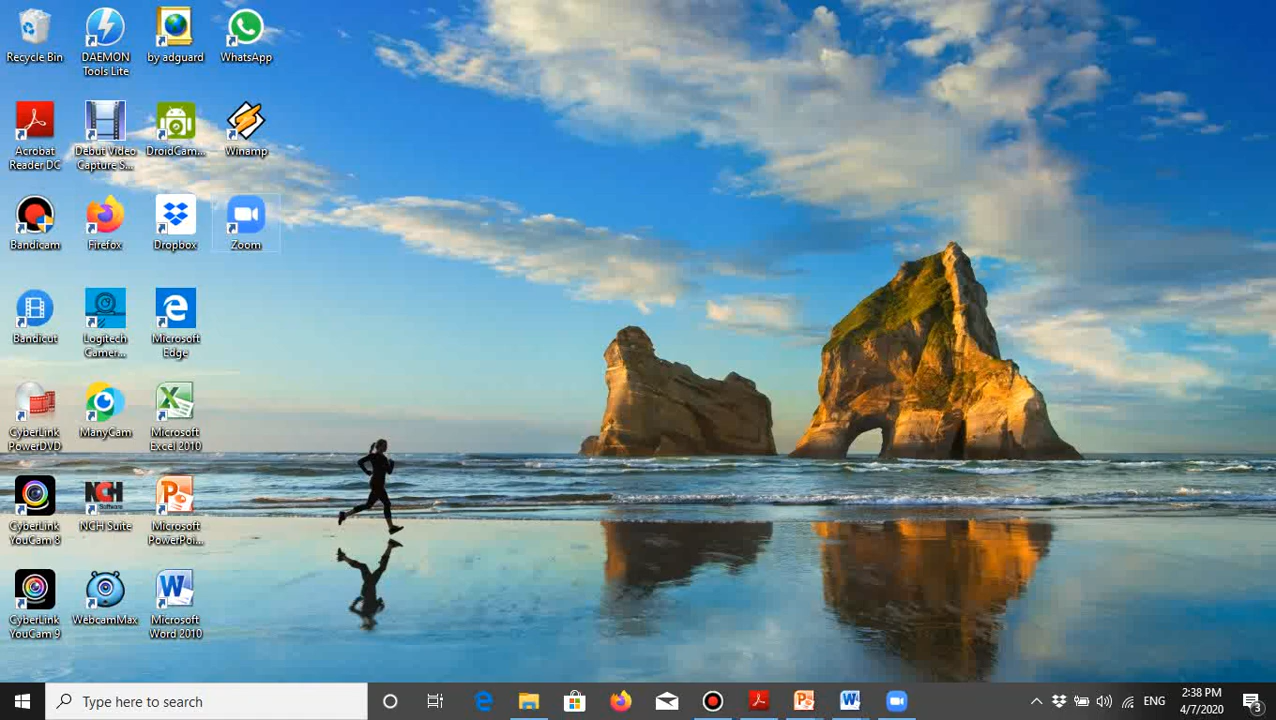 Recycle Bin
DAEMON
Tools Lite
by adguard
WhatsApp
Acrobat
Reader DC
Debut Video
Capture S...
DroidCam...
Winamp
Bandicam
Firefox
Dropbox
Zoom
Bandicut
Logitech
Camer...
Microsoft
Edge
CyberLink
PowerDVD
ManyCam
Microsoft
Excel 2010
CyberLink
YouCam 8
NCH
Software
NCH Suite
Microsoft
PowerPoi...
CyberLink
YouCam 9
WebcamMax
Microsoft
Word 2010
Type here to search
ENG
2:38 PM
4/7/2020
3